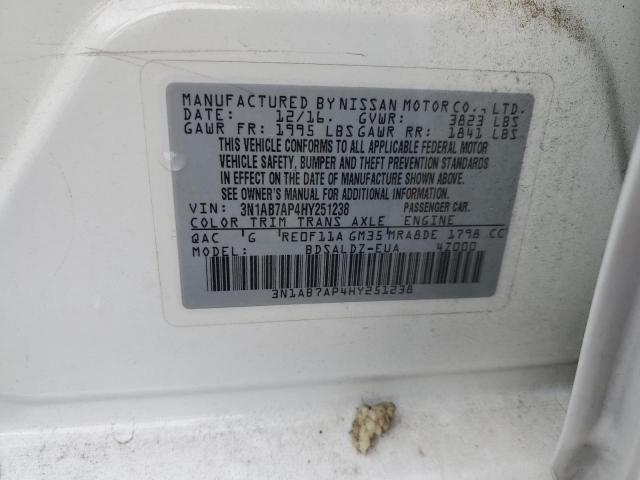 MANUFACTURED BY NISSAN MOTOR CO., LTD.
DATE: 12/16. GVWR: 3823 LBS
GAWR FR: 1995 LBS GAWR RR: 1841 LBS
THIS VEHICLE CONFORMS TO ALL APPLICABLE FEDERAL MOTOR
VEHICLE SAFETY, BUMPER AND THEFT PREVENTION STANDARDS
IN EFFECT ON THE DATE OF MANUFACTURE SHOWN ABOVE.
SEE OWNER'S MANUAL FOR ADDITIONAL INFORMATION
VIN: 3N1AB7AP4HY251238 PASSENGER CAR.
COLOR TRIM TRANS AXLE ENGINE
QAC G RE0F11A GM35 MRA8DE 1798 CC
MODEL: BDSALDZ-EUA 4Z000
3N1AB7AP4HY251238